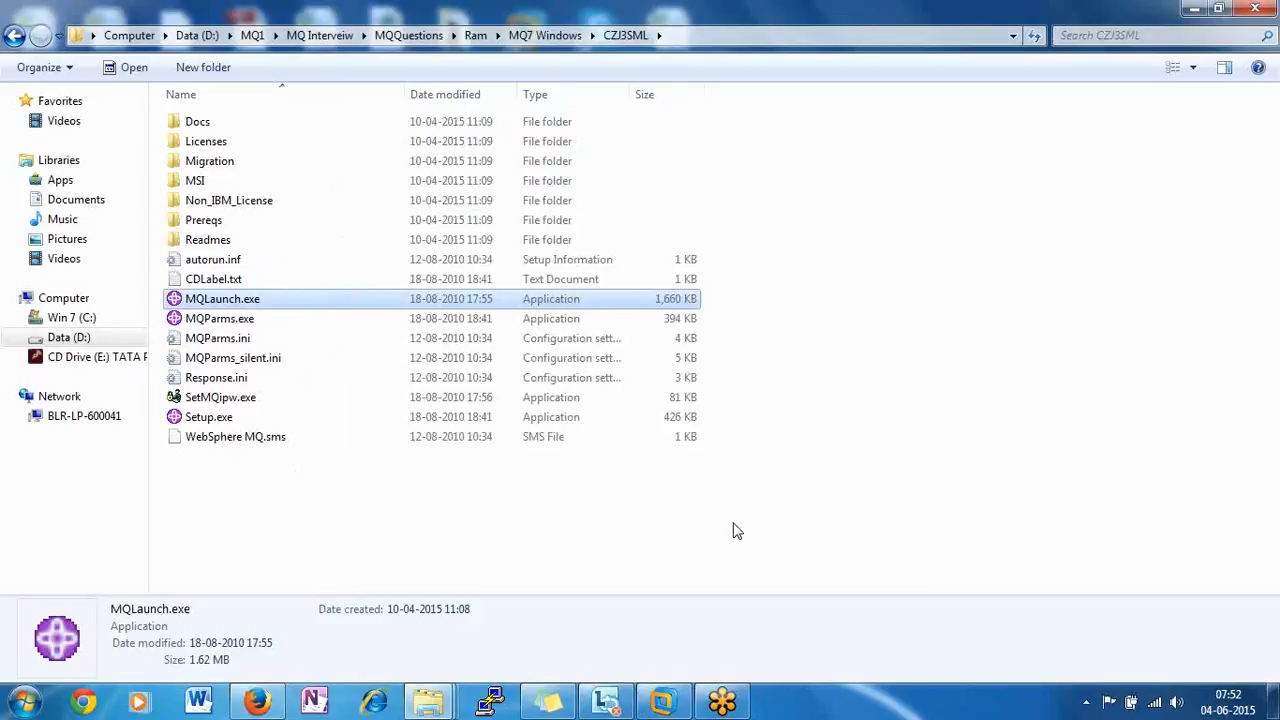 Computer
Data (D:)
MQ1
MQ Interveiw
MQQuestions
Ram
MQ7 Windows
CZJ3SML
Search CZJ3SML
Organize
Open
New folder
Name
Date modified
Type
Size
Favorites
Videos
Libraries
Apps
Documents
Music
Pictures
Videos
Computer
Win 7 (C:)
Data (D:)
CD Drive (E:) TATA P
Network
BLR-LP-600041
Docs 10-04-2015 11:09 File folder
Licenses 10-04-2015 11:09 File folder
Migration 10-04-2015 11:09 File folder
MSI 10-04-2015 11:09 File folder
Non_IBM_License 10-04-2015 11:09 File folder
Prereqs 10-04-2015 11:09 File folder
Readmes 10-04-2015 11:09 File folder
autorun.inf 12-08-2010 10:34 Setup Information 1 KB
CDLabel.txt 18-08-2010 18:41 Text Document 1 KB
MQLaunch.exe 18-08-2010 17:55 Application 1,660 KB
MQParms.exe 18-08-2010 18:41 Application 394 KB
MQParms.ini 12-08-2010 10:34 Configuration sett... 4 KB
MQParms_silent.ini 12-08-2010 10:34 Configuration sett... 5 KB
Response.ini 12-08-2010 10:34 Configuration sett... 3 KB
SetMQipw.exe 18-08-2010 17:56 Application 81 KB
Setup.exe 18-08-2010 18:41 Application 426 KB
WebSphere MQ.sms 12-08-2010 10:34 SMS File 1 KB
MQLaunch.exe
Date created: 10-04-2015 11:08
Application
Date modified: 18-08-2010 17:55
Size: 1.62 MB
07:52
04-06-2015